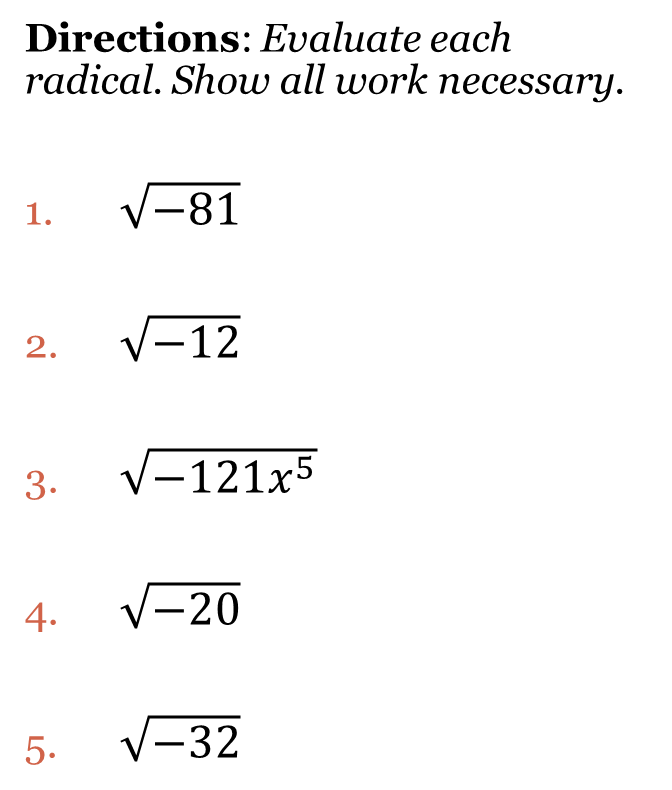 Directions: Evaluate each
radical. Show all work necessary.
1. √−81
2. √−12
3. √−121x⁵
4. √−20
5. √−32